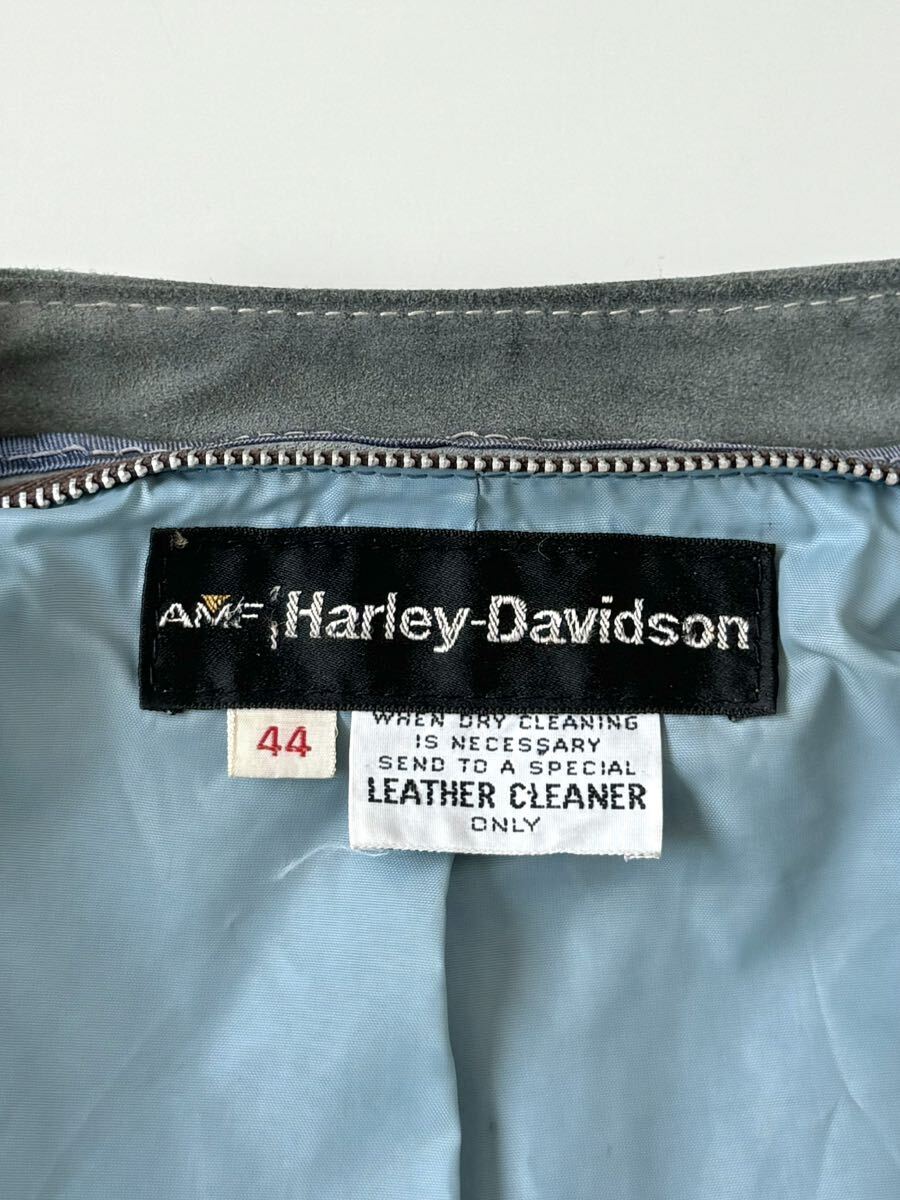 AMF Harley-Davidson
44
WHEN DRY CLEANING
IS NECESSARY
SEND TO A SPECIAL
LEATHER CLEANER
ONLY